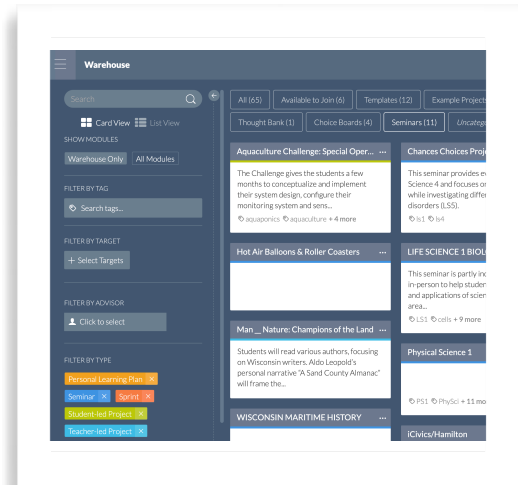 Warehouse
Search
Card View List View
SHOW MODULES
Warehouse Only All Modules
FILTER BY TAG
Search tags...
FILTER BY TARGET
+ Select Targets
FILTER BY ADVISOR
Click to select
FILTER BY TYPE
Personal Learning Plan ×
Seminar × Sprint ×
Student-led Project ×
Teacher-led Project ×
All (65) Available to Join (6) Templates (12) Example Projects
Thought Bank (1) Choice Boards (4) Seminars (11)
Aquaculture Challenge: Special Oper... ...
The Challenge gives the students a few
months to conceptualize and implement
their system design, configure their
monitoring system and sens...
aquaponics aquaculture + 4 more
Hot Air Balloons & Roller Coasters ...
Man __ Nature: Champions of the Land ...
Students will read various authors, focusing
on Wisconsin writers. Aldo Leopold's
personal narrative "A Sand County Almanac"
will frame the...
WISCONSIN MARITIME HISTORY ...
Chances Choices
This seminar provides
Science 4 and focuses
while investigating
disorders (LS5).
ls1 ls4
LIFE SCIENCE 1
This seminar is partly
in-person to help
and applications of
area...
LS1 cells + 9 more
Physical Science 1
PS1 PhySci + 11
iCivics/Hamilton